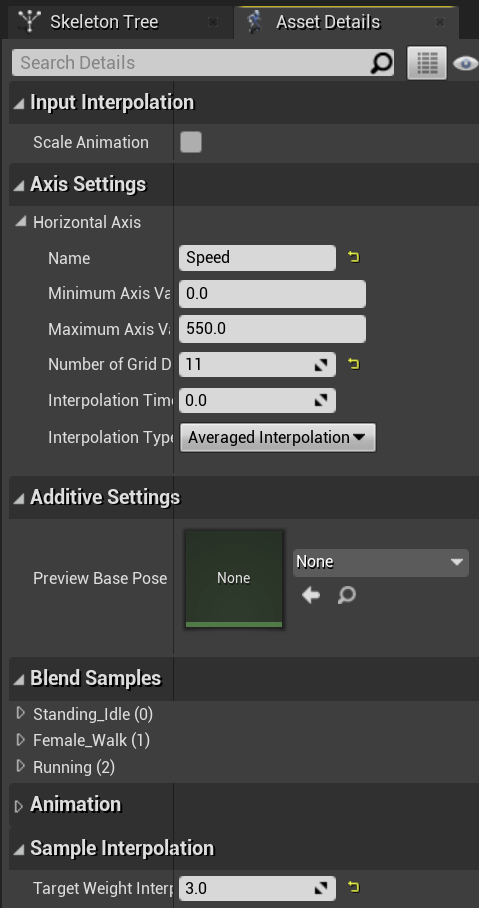 Skeleton Tree
Asset Details
Search Details
Input Interpolation
Scale Animation
Axis Settings
Horizontal Axis
Name Speed
Minimum Axis Va 0.0
Maximum Axis Va 550.0
Number of Grid D 11
Interpolation Time 0.0
Interpolation Type Averaged Interpolation
Additive Settings
Preview Base Pose None None
Blend Samples
Standing_Idle (0)
Female_Walk (1)
Running (2)
Animation
Sample Interpolation
Target Weight Interp 3.0